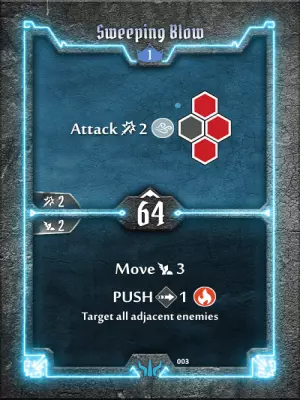 Sweeping Blow
1
Attack 2
2
64
2
Move 3
PUSH 1
Target all adjacent enemies
003